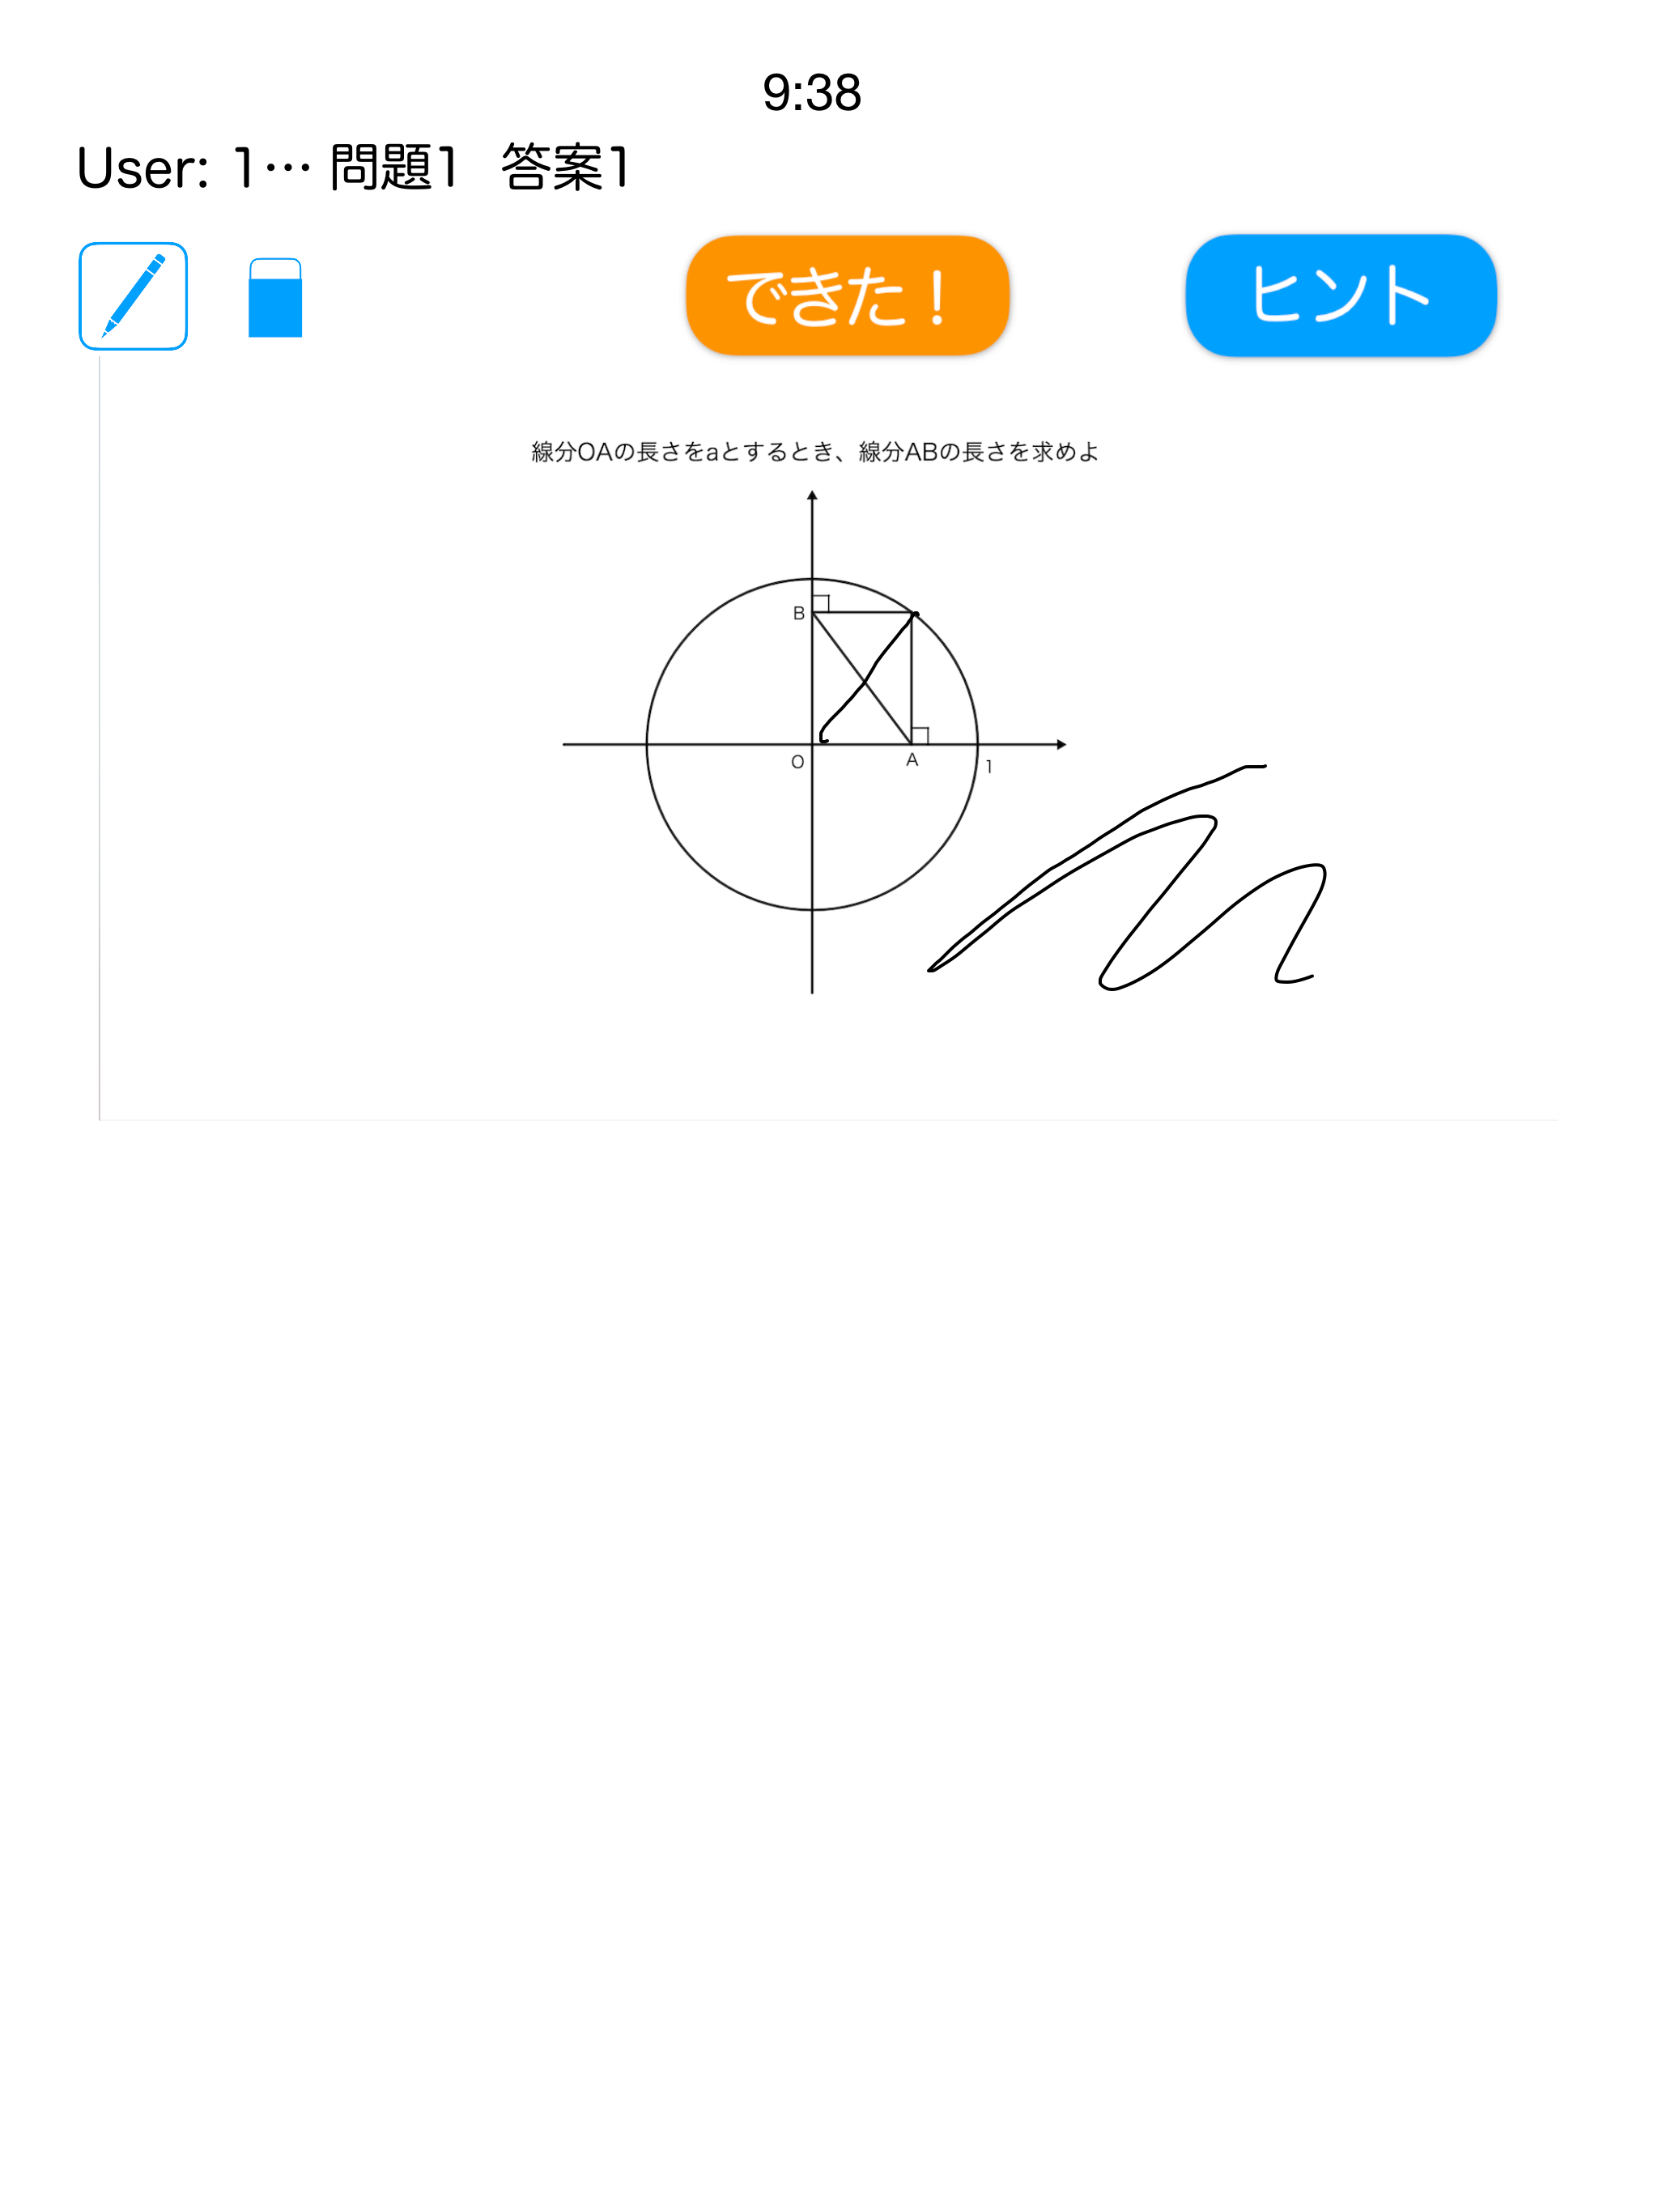 9:38
User: 1… 問題1 答案1
できた！
ヒント
線分OAの長さをaとするとき、線分ABの長さを求めよ
B
O
A
1